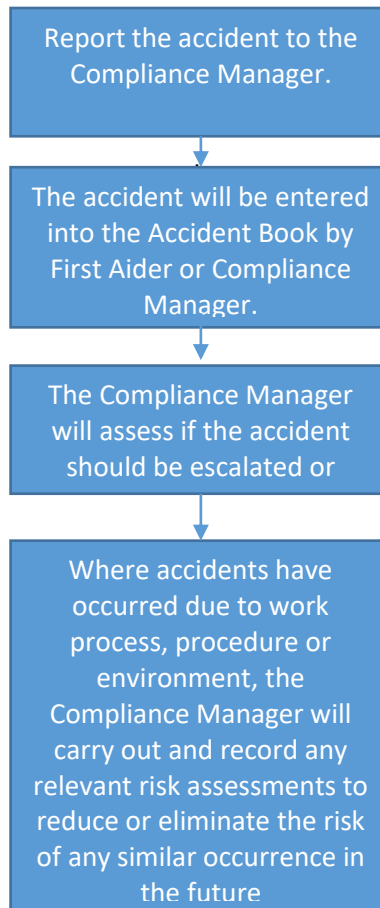 Report the accident to the
Compliance Manager.
The accident will be entered
into the Accident Book by
First Aider or Compliance
Manager.
The Compliance Manager
will assess if the accident
should be escalated or
Where accidents have
occurred due to work
process, procedure or
environment, the
Compliance Manager will
carry out and record any
relevant risk assessments to
reduce or eliminate the risk
of any similar occurrence in
the future